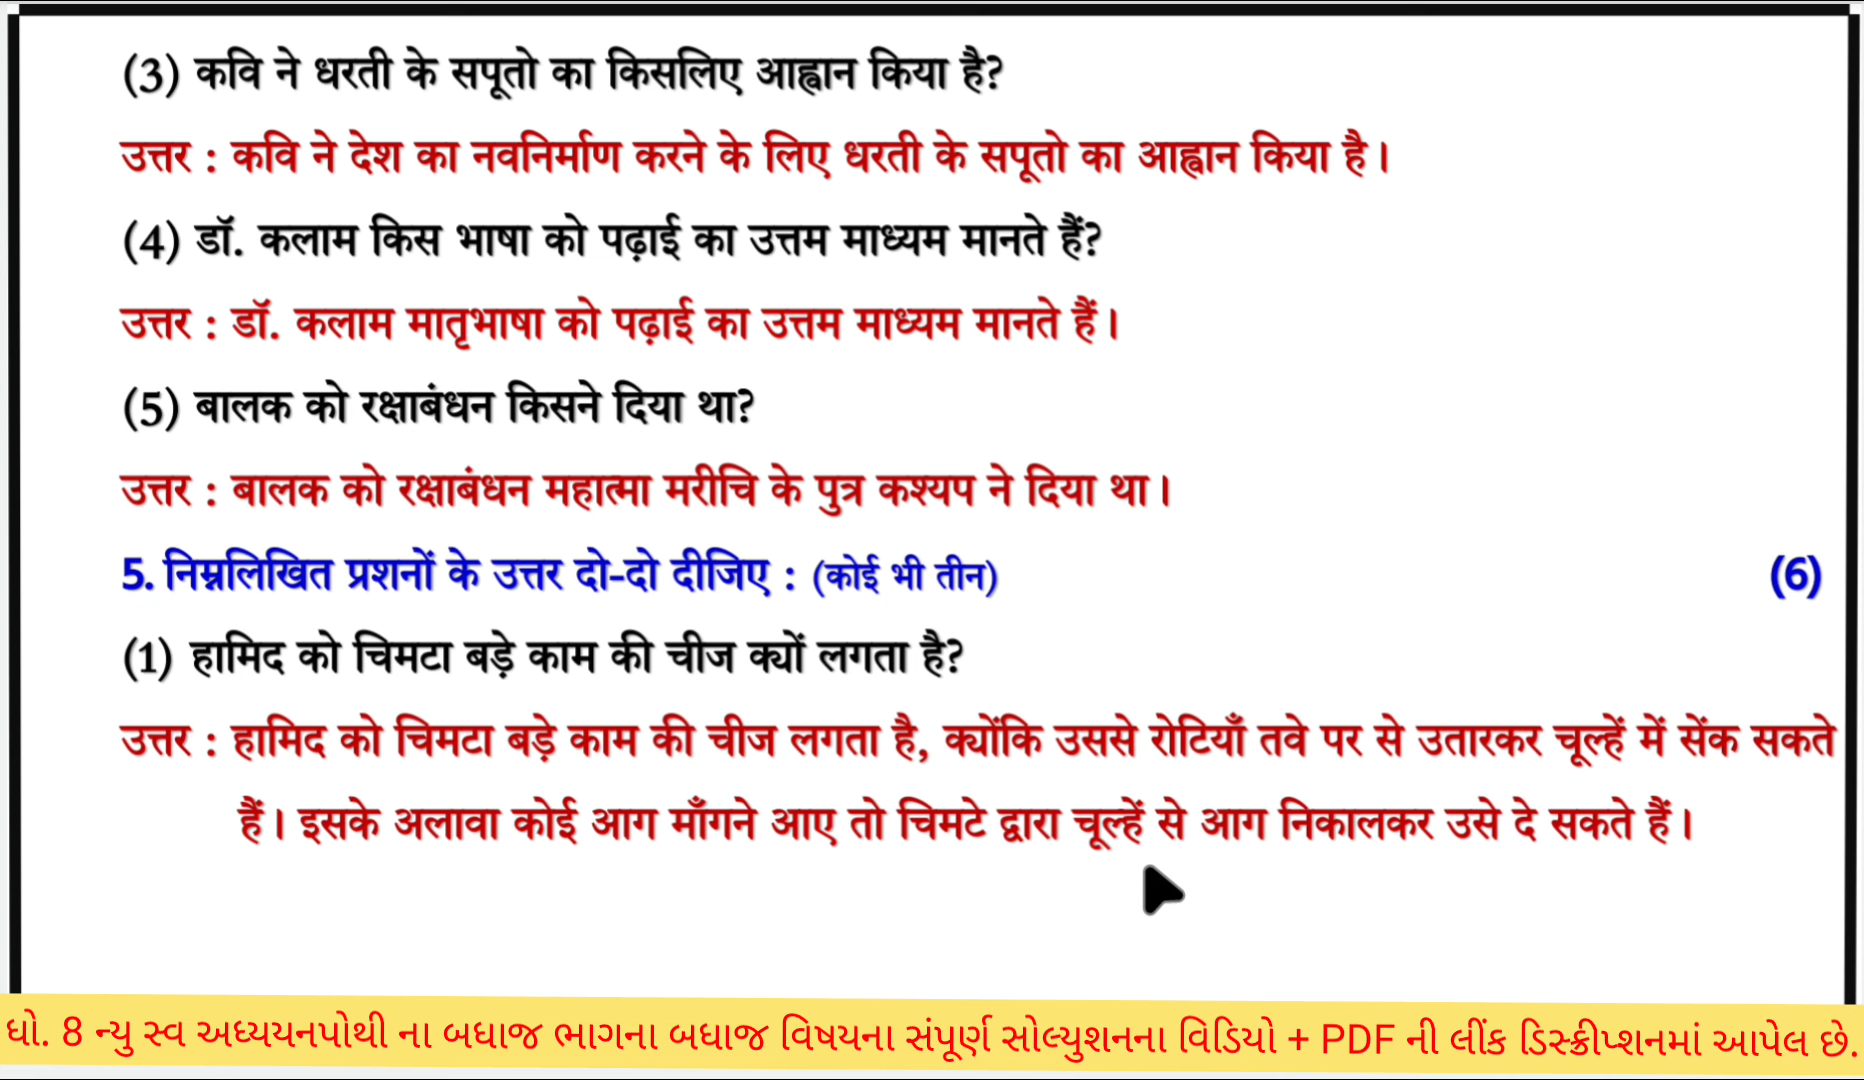 (3) कवि ने धरती के सपूतो का किसलिए आह्वान किया है?
उत्तर : कवि ने देश का नवनिर्माण करने के लिए धरती के सपूतो का आह्वान किया है।
(4) डॉ. कलाम किस भाषा को पढ़ाई का उत्तम माध्यम मानते हैं?
उत्तर : डॉ. कलाम मातृभाषा को पढ़ाई का उत्तम माध्यम मानते हैं।
(5) बालक को रक्षाबंधन किसने दिया था?
उत्तर : बालक को रक्षाबंधन महात्मा मरीचि के पुत्र कश्यप ने दिया था।
5. निम्नलिखित प्रशनों के उत्तर दो-दो दीजिए : (कोई भी तीन) (6)
(1) हामिद को चिमटा बड़े काम की चीज क्यों लगता है?
उत्तर : हामिद को चिमटा बड़े काम की चीज लगता है, क्योंकि उससे रोटियाँ तवे पर से उतारकर चूल्हें में सेंक सकते
हैं। इसके अलावा कोई आग माँगने आए तो चिमटे द्वारा चूल्हें से आग निकालकर उसे दे सकते हैं।
ધો. 8 ન્યુ સ્વ અધ્યયનપોથી ના બધાજ ભાગના બધાજ વિષયના સંપૂર્ણ સોલ્યુશનના વિડિયો + PDF ની લીંક ડિસ્ક્રીપ્શનમાં આપેલ છે.